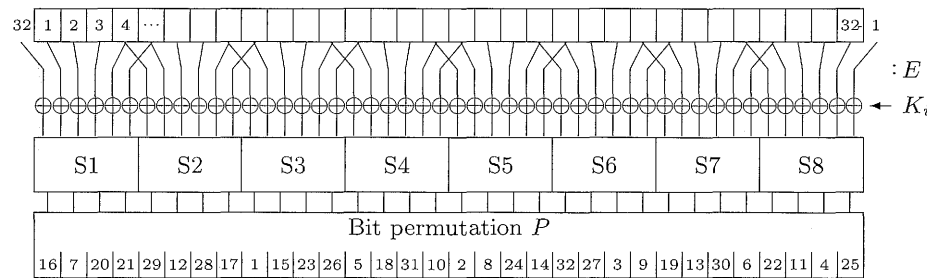 32 1 2 3 4 ... 32 1
: E
K_i
S1 S2 S3 S4 S5 S6 S7 S8
Bit permutation P
16 7 20 21 29 12 28 17 1 15 23 26 5 18 31 10 2 8 24 14 32 27 3 9 19 13 30 6 22 11 4 25